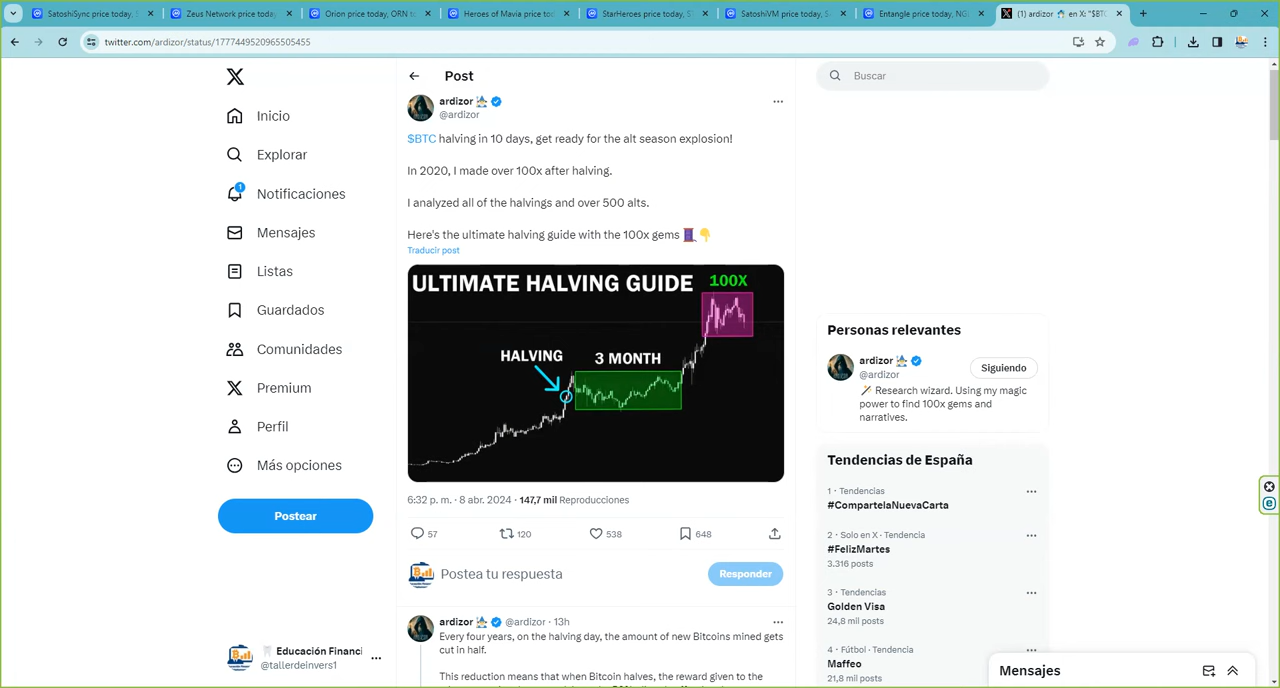 SatoshiSync price today, S
Zeus Network price today
Orion price today, ORN to
Heroes of Mavia price to
StarHeroes price today, S
SatoshiVM price today, S
Entangle price today, NG
(1) ardizor en X: "$BTC
twitter.com/ardizor/status/1777449520965505455
Inicio
Explorar
1
Notificaciones
Mensajes
Listas
Guardados
Comunidades
Premium
Perfil
Más opciones
Postear
Educación Financi
@tallerdeinvers1
Post
ardizor
@ardizor
$BTC halving in 10 days, get ready for the alt season explosion!
In 2020, I made over 100x after halving.
I analyzed all of the halvings and over 500 alts.
Here's the ultimate halving guide with the 100x gems
Traducir post
ULTIMATE HALVING GUIDE 100X
HALVING
3 MONTH
6:32 p. m. · 8 abr. 2024 · 147,7 mil Reproducciones
57
120
538
648
Postea tu respuesta
Responder
ardizor @ardizor · 13h
Every four years, on the halving day, the amount of new Bitcoins mined gets
cut in half.
This reduction means that when Bitcoin halves, the reward given to the
Buscar
Personas relevantes
ardizor
@ardizor
Siguiendo
Research wizard. Using my magic
power to find 100x gems and
narratives.
Tendencias de España
1 · Tendencias
#CompartelaNuevaCarta
2 · Solo en X · Tendencia
#FelizMartes
3.316 posts
3 · Tendencias
Golden Visa
24,8 mil posts
4 · Fútbol · Tendencia
Maffeo
21,8 mil posts
Mensajes